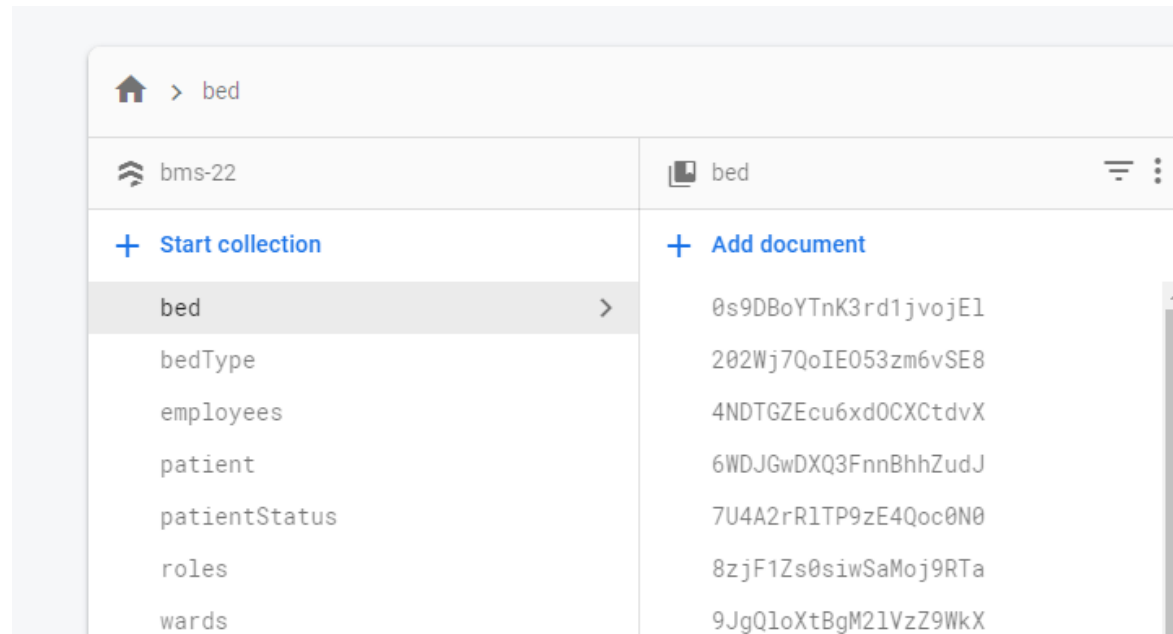 bed
bms-22
bed
Start collection
Add document
bed
0s9DBoYTnK3rd1jvojEl
bedType
202Wj7QoIEO53zm6vSE8
employees
4NDTGZEcu6xdOCXCtdvX
patient
6WDJGwDXQ3FnnBhhZudJ
patientStatus
7U4A2rRlTP9zE4Qoc0N0
roles
8zjF1Zs0siwSaMoj9RTa
wards
9JgQloXtBgM2lVzZ9WkX